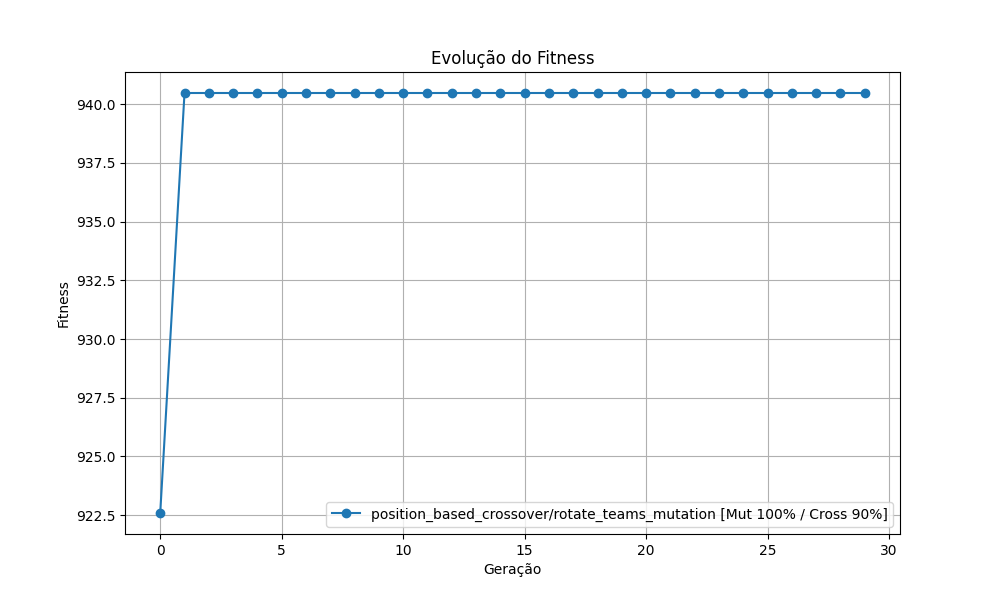 Evolução do Fitness
Fitness
940.0
937.5
935.0
932.5
930.0
927.5
925.0
922.5
position_based_crossover/rotate_teams_mutation [Mut 100% / Cross 90%]
0 5 10 15 20 25 30
Geração